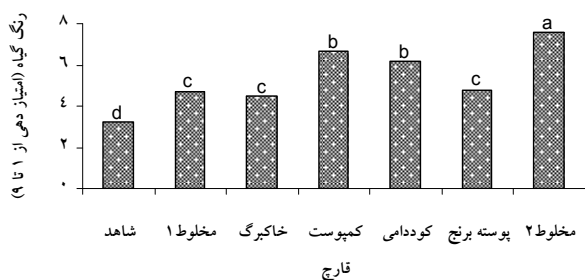 رنگ گیاه (امتیاز دهی از ۱ تا ۹)
۸
۶
۴
۲
۰
d
c
c
b
b
c
a
شاهد
مخلوط۱
خاکبرگ
کمپوست
کوددامی
پوسته برنج
مخلوط۲
قارچ